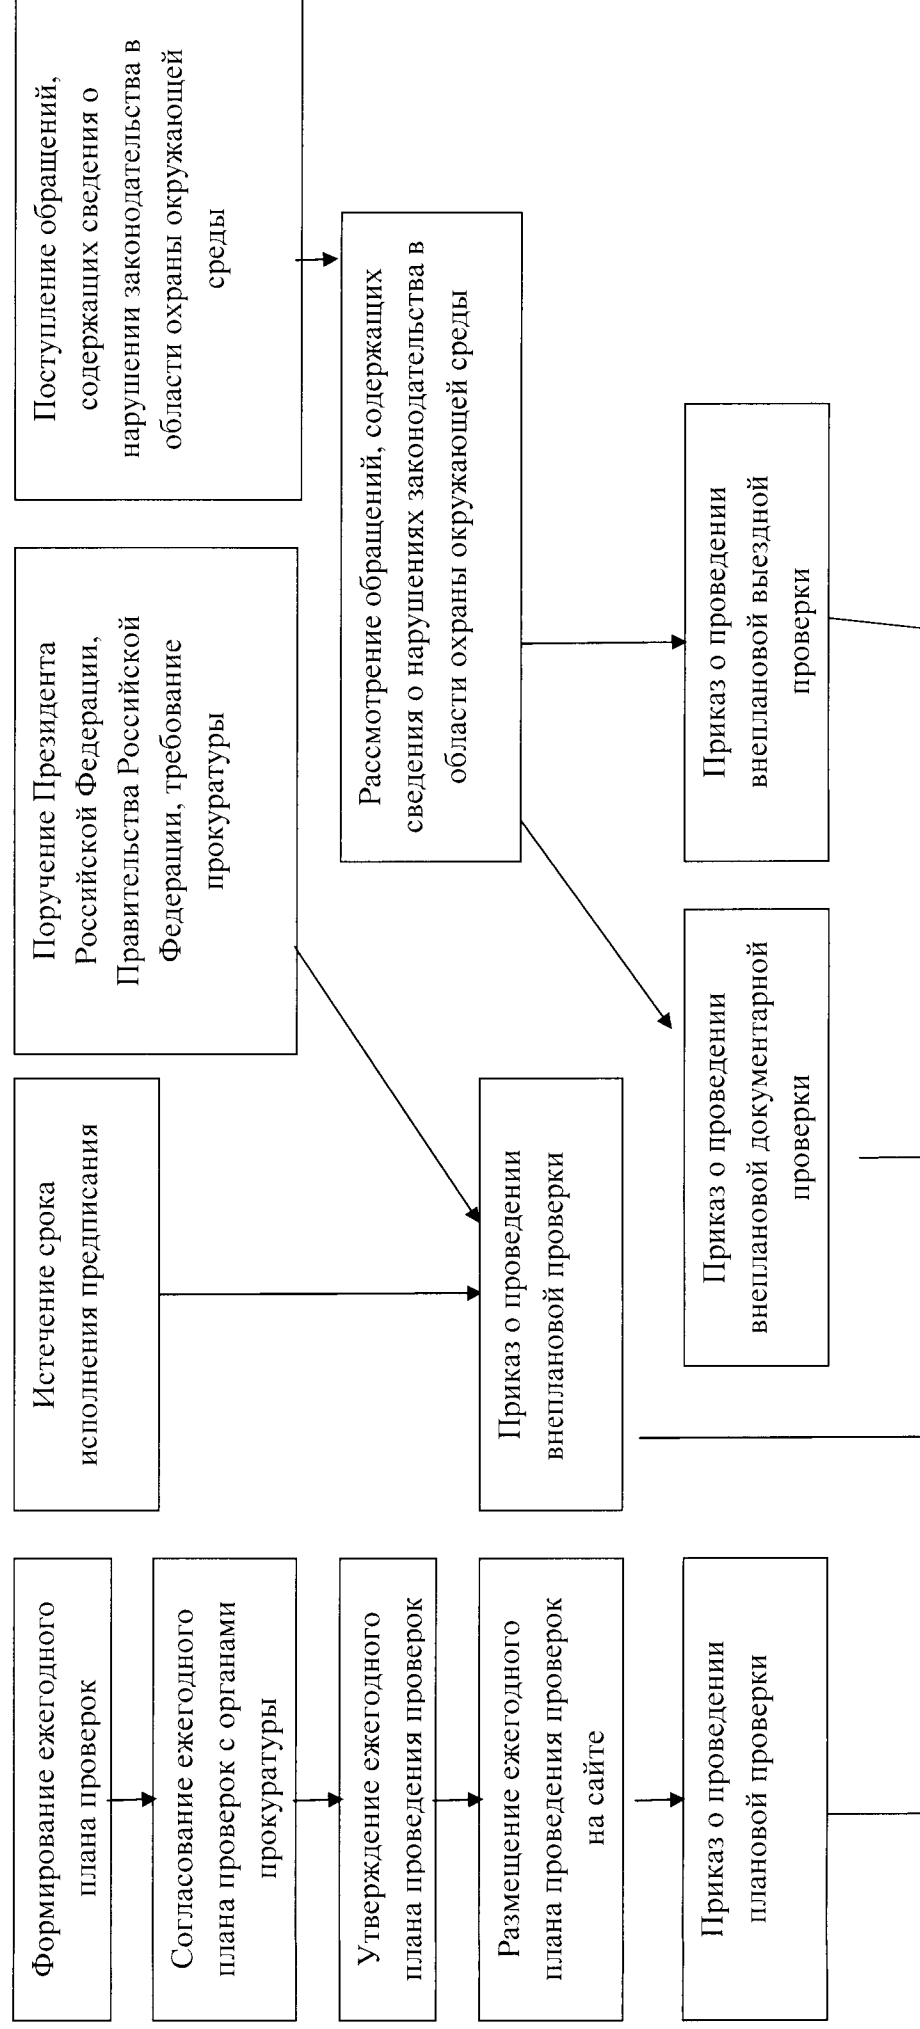 Формирование ежегодного
плана проверок
Согласование ежегодного
плана проверок с органами
прокуратуры
Утверждение ежегодного
плана проведения проверок
Размещение ежегодного
плана проведения проверок
на сайте
Приказ о проведении
плановой проверки
Истечение срока
исполнения предписания
Приказ о проведении
внеплановой проверки
Поручение Президента
Российской Федерации,
Правительства Российской
Федерации, требование
прокуратуры
Поступление обращений,
содержащих сведения о
нарушении законодательства в
области охраны окружающей
среды
Рассмотрение обращений, содержащих
сведения о нарушениях законодательства в
области охраны окружающей среды
Приказ о проведении
внеплановой документарной
проверки
Приказ о проведении
внеплановой выездной
проверки